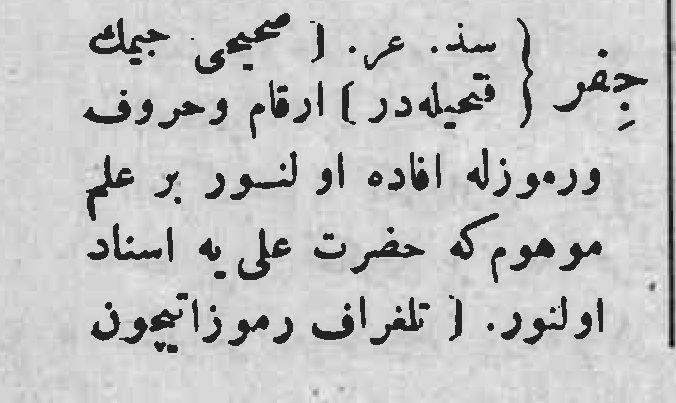 جِفر { سذ. عر. [ صحیحی جیمك
فتحیله‌در ] ارقام وحروف
ورموزله افاده او لنــور بر علم
موهوم که حضرت علی یه اسناد
اولنور. [ تلغراف رموزاتیچون